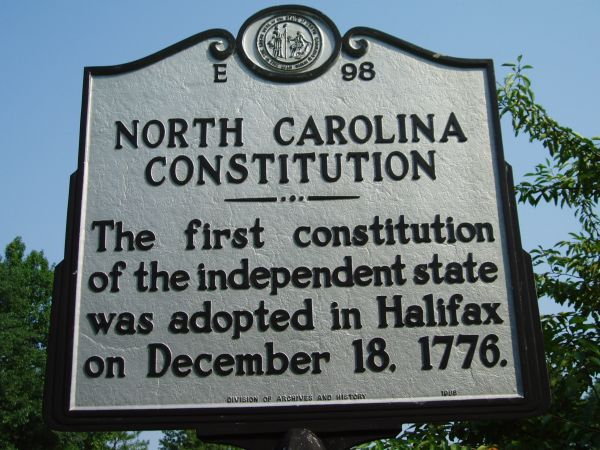 E 98
NORTH CAROLINA
CONSTITUTION
The first constitution
of the independent state
was adopted in Halifax
on December 18, 1776.
DIVISION OF ARCHIVES AND HISTORY